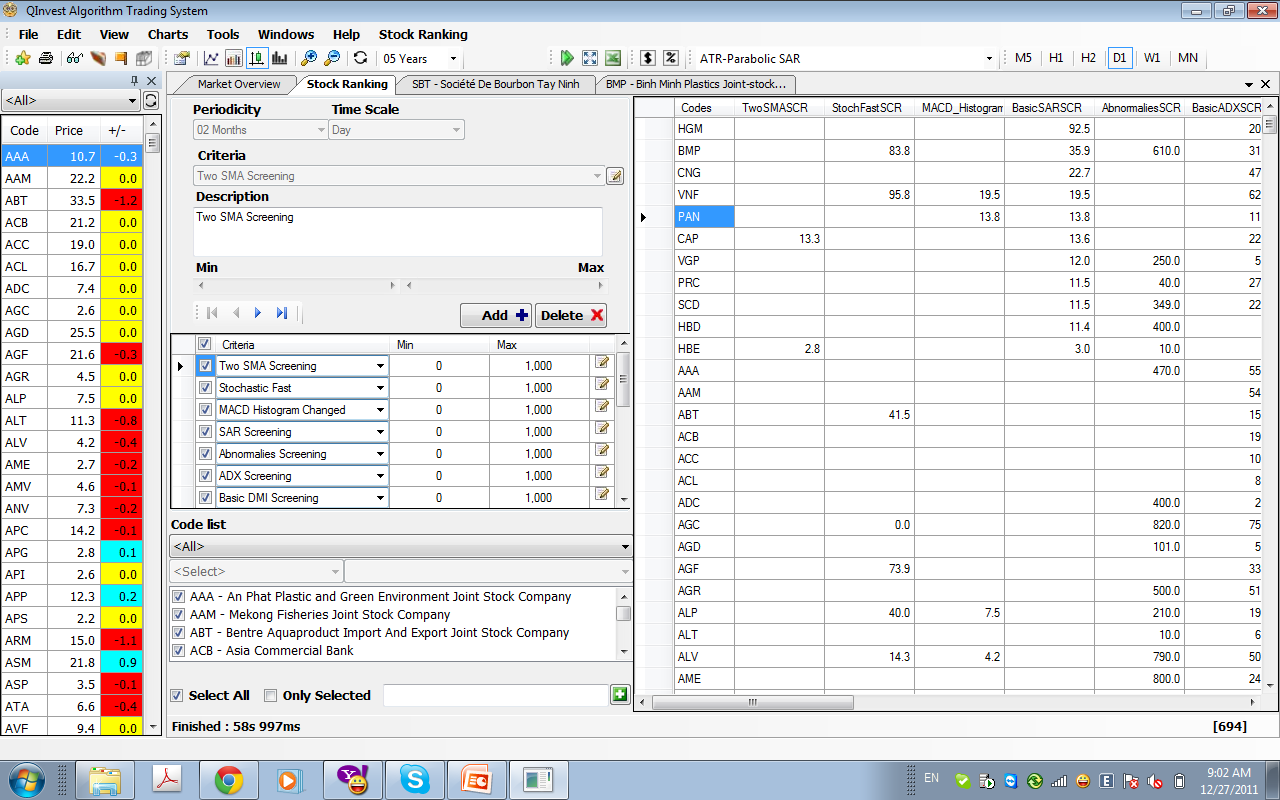 QInvest Algorithm Trading System
File Edit View Charts Tools Windows Help Stock Ranking
05 Years ATR-Parabolic SAR M5 H1 H2 D1 W1 MN
Market Overview Stock Ranking SBT - Société De Bourbon Tay Ninh BMP - Binh Minh Plastics Joint-stock...
<All>
Code Price +/-
AAA 10.7 -0.3
AAM 22.2 0.0
ABT 33.5 -1.2
ACB 21.2 0.0
ACC 19.0 0.0
ACL 16.7 0.0
ADC 7.4 0.0
AGC 2.6 0.0
AGD 25.5 0.0
AGF 21.6 -0.3
AGR 4.5 0.0
ALP 7.5 0.0
ALT 11.3 -0.8
ALV 4.2 -0.4
AME 2.7 -0.2
AMV 4.6 -0.1
ANV 7.3 -0.2
APC 14.2 -0.1
APG 2.8 0.1
API 2.6 0.0
APP 12.3 0.2
APS 2.2 0.0
ARM 15.0 -1.1
ASM 21.8 0.9
ASP 3.5 -0.1
ATA 6.6 -0.4
AVF 9.4 0.0
Periodicity Time Scale
02 Months Day
Criteria
Two SMA Screening
Description
Two SMA Screening
Min Max
Add Delete
Criteria Min Max
Two SMA Screening 0 1,000
Stochastic Fast 0 1,000
MACD Histogram Changed 0 1,000
SAR Screening 0 1,000
Abnomalies Screening 0 1,000
ADX Screening 0 1,000
Basic DMI Screening 0 1,000
Code list
<All>
<Select>
AAA - An Phat Plastic and Green Environment Joint Stock Company
AAM - Mekong Fisheries Joint Stock Company
ABT - Bentre Aquaproduct Import And Export Joint Stock Company
ACB - Asia Commercial Bank
Select All Only Selected
Codes TwoSMASCR StochFastSCR MACD_Histogram BasicSARSCR AbnomaliesSCR BasicADXSCR
HGM 92.5 20
BMP 83.8 35.9 610.0 31
CNG 22.7 47
VNF 95.8 19.5 19.5 62
PAN 13.8 13.8 11
CAP 13.3 13.6 22
VGP 12.0 250.0 5
PRC 11.5 40.0 27
SCD 11.5 349.0 22
HBD 11.4 400.0
HBE 2.8 3.0 10.0
AAA 470.0 55
AAM 54
ABT 41.5 15
ACB 19
ACC 10
ACL 8
ADC 400.0 2
AGC 0.0 820.0 75
AGD 101.0 5
AGF 73.9 33
AGR 500.0 51
ALP 40.0 7.5 210.0 19
ALT 10.0 6
ALV 14.3 4.2 790.0 50
AME 800.0 24
Finished : 58s 997ms [694]
EN
9:02 AM
12/27/2011